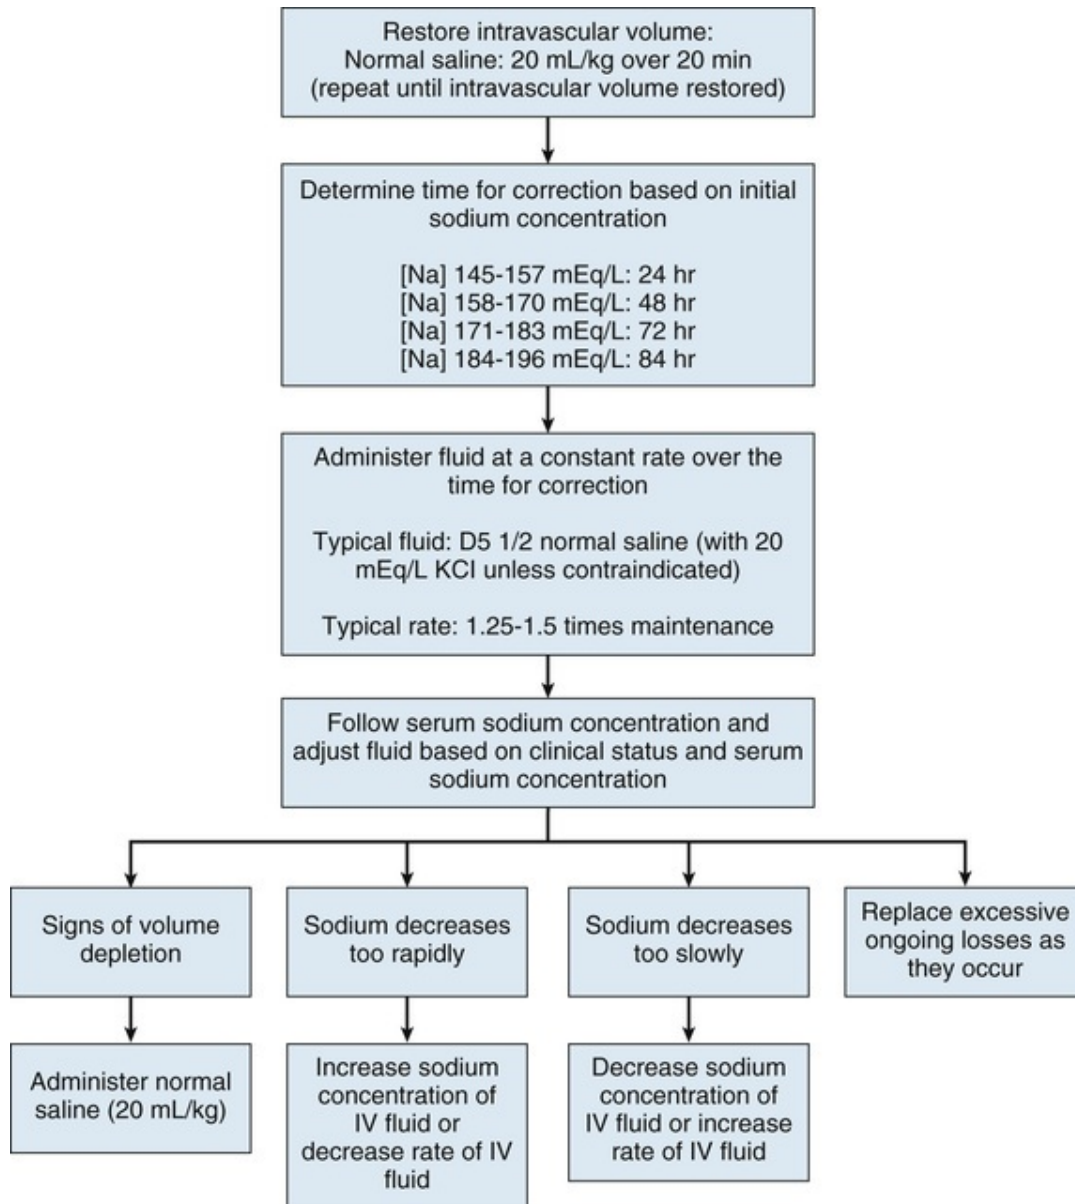 Restore intravascular volume:
Normal saline: 20 mL/kg over 20 min
(repeat until intravascular volume restored)
Determine time for correction based on initial
sodium concentration
[Na] 145-157 mEq/L: 24 hr
[Na] 158-170 mEq/L: 48 hr
[Na] 171-183 mEq/L: 72 hr
[Na] 184-196 mEq/L: 84 hr
Administer fluid at a constant rate over the
time for correction
Typical fluid: D5 1/2 normal saline (with 20
mEq/L KCl unless contraindicated)
Typical rate: 1.25-1.5 times maintenance
Follow serum sodium concentration and
adjust fluid based on clinical status and serum
sodium concentration
Signs of volume
depletion
Sodium decreases
too rapidly
Sodium decreases
too slowly
Replace excessive
ongoing losses as
they occur
Administer normal
saline (20 mL/kg)
Increase sodium
concentration of
IV fluid or
decrease rate of IV
fluid
Decrease sodium
concentration of
IV fluid or increase
rate of IV fluid